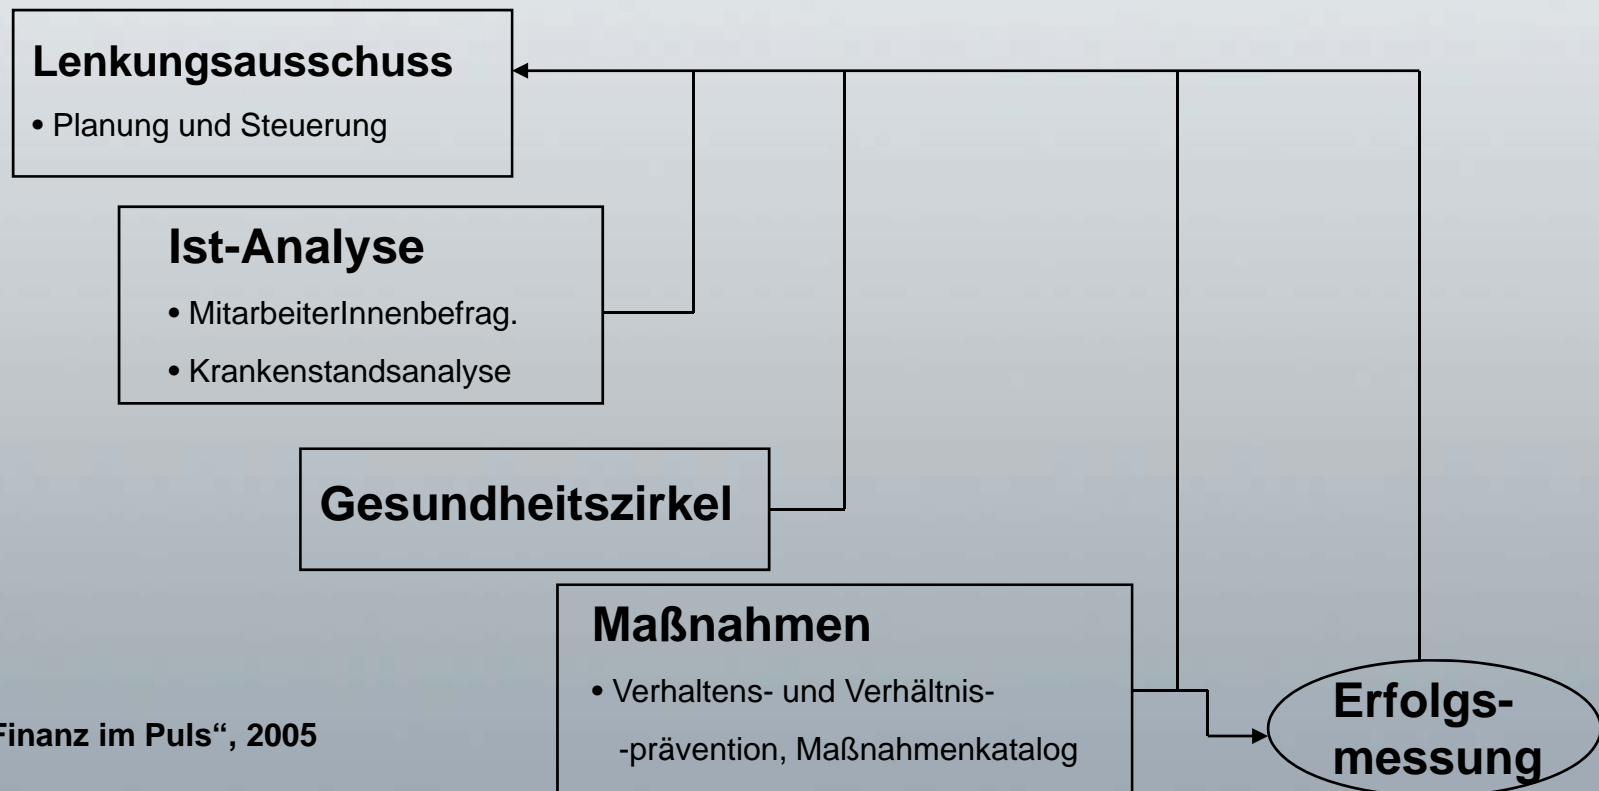 Lenkungsausschuss
• Planung und Steuerung
Ist-Analyse
• MitarbeiterInnenbefrag.
• Krankenstandsanalyse
Gesundheitszirkel
Maßnahmen
• Verhaltens- und Verhältnis-
-prävention, Maßnahmenkatalog
Erfolgs-
messung
Finanz im Puls“, 2005